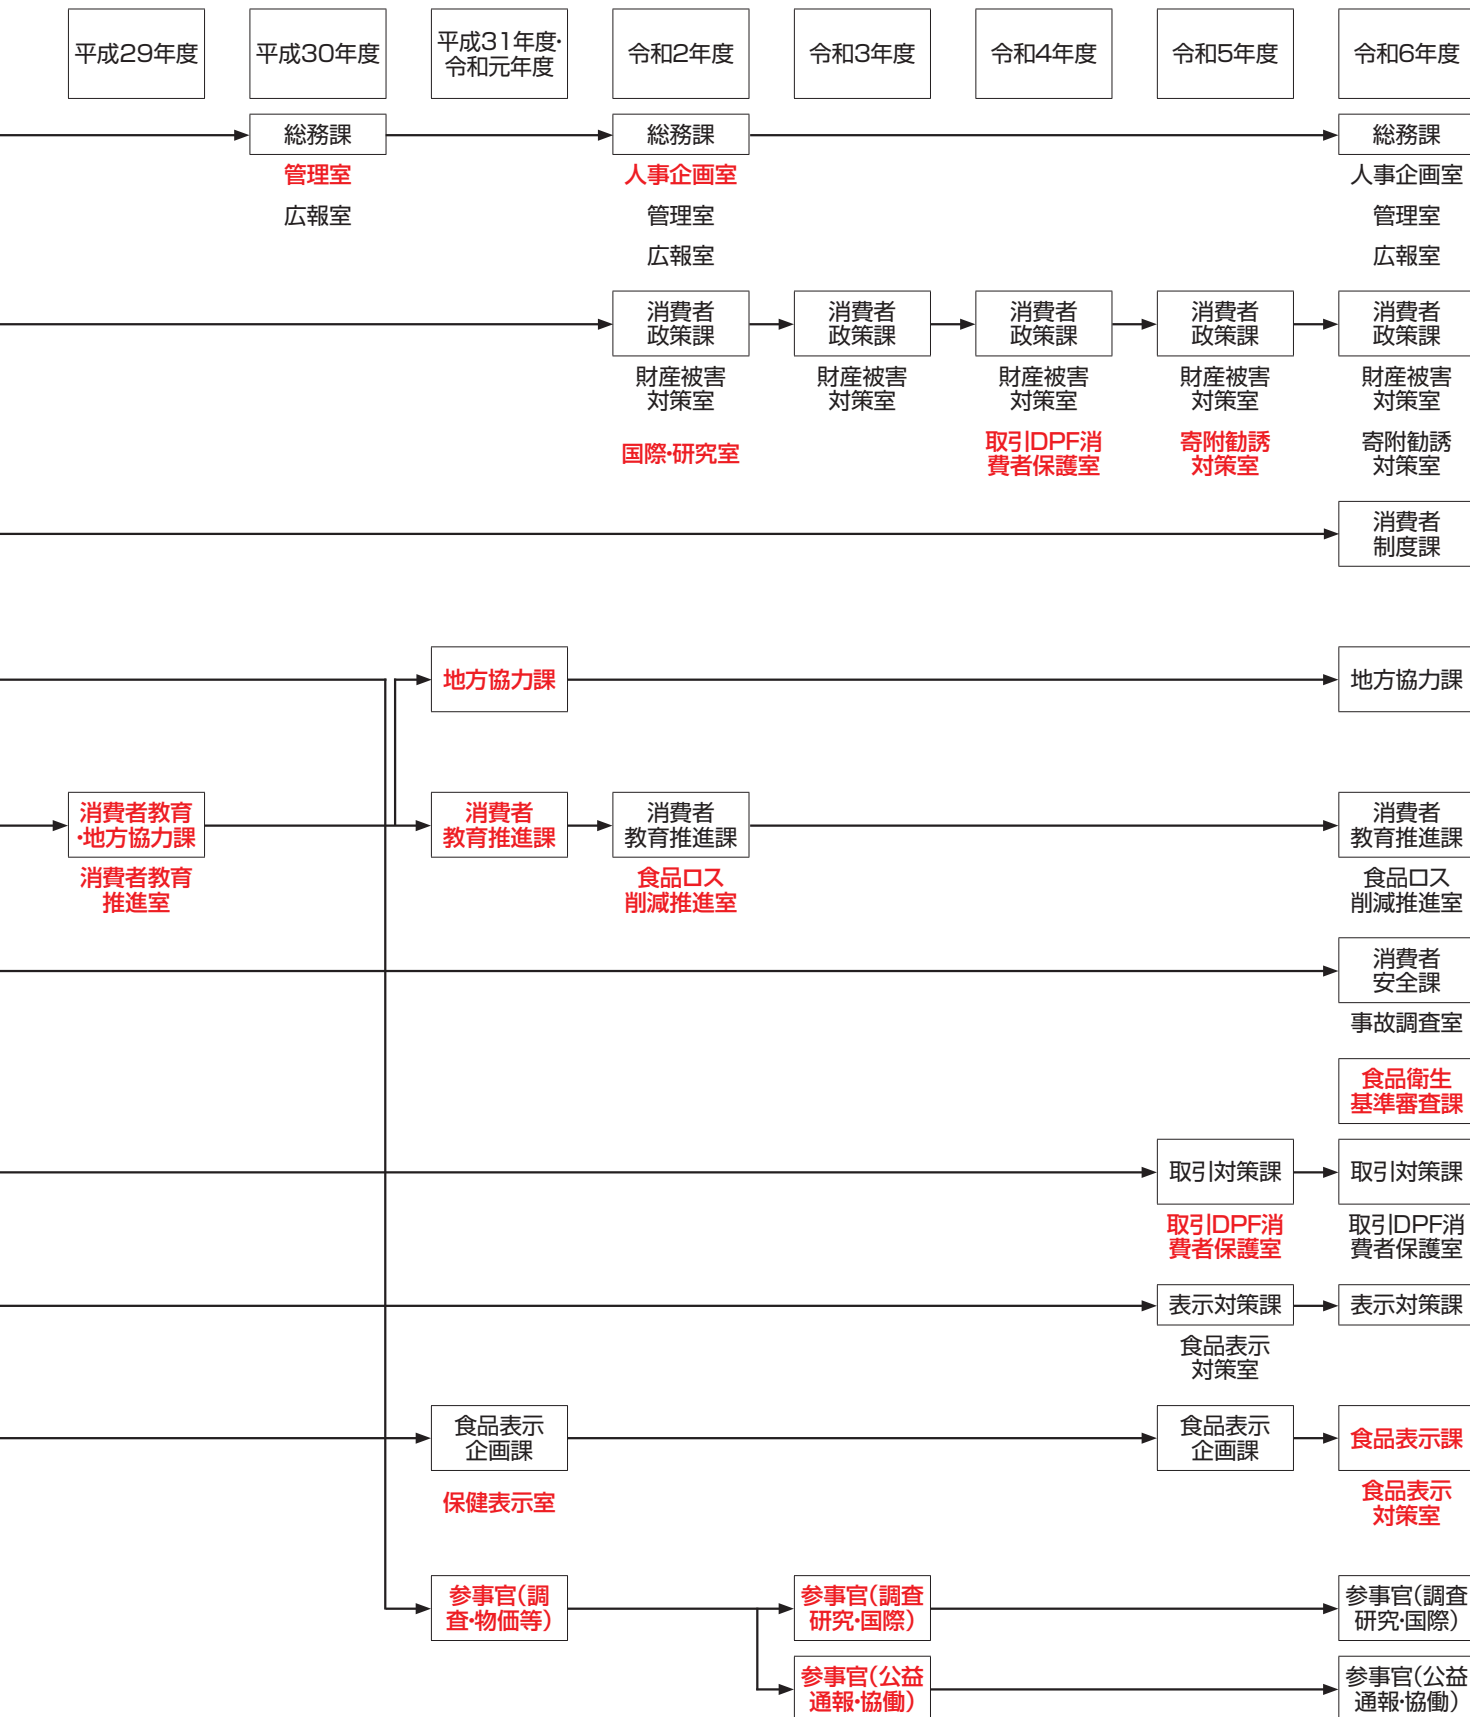 平成29年度
平成30年度
平成31年度・
令和元年度
令和2年度
令和3年度
令和4年度
令和5年度
令和6年度
総務課
管理室
広報室
総務課
人事企画室
管理室
広報室
総務課
人事企画室
管理室
広報室
消費者
政策課
財産被害
対策室
国際・研究室
消費者
政策課
財産被害
対策室
消費者
政策課
財産被害
対策室
取引DPF消
費者保護室
消費者
政策課
財産被害
対策室
寄附勧誘
対策室
消費者
政策課
財産被害
対策室
寄附勧誘
対策室
消費者
制度課
地方協力課
地方協力課
消費者教育
・地方協力課
消費者教育
推進室
消費者
教育推進課
消費者
教育推進課
食品ロス
削減推進室
消費者
教育推進課
食品ロス
削減推進室
消費者
安全課
事故調査室
食品衛生
基準審査課
取引対策課
取引DPF消
費者保護室
取引対策課
取引DPF消
費者保護室
表示対策課
食品表示
対策室
表示対策課
食品表示
企画課
保健表示室
食品表示
企画課
食品表示課
食品表示
対策室
参事官（調
査・物価等）
参事官（調査
研究・国際）
参事官（調査
研究・国際）
参事官（公益
通報・協働）
参事官（公益
通報・協働）